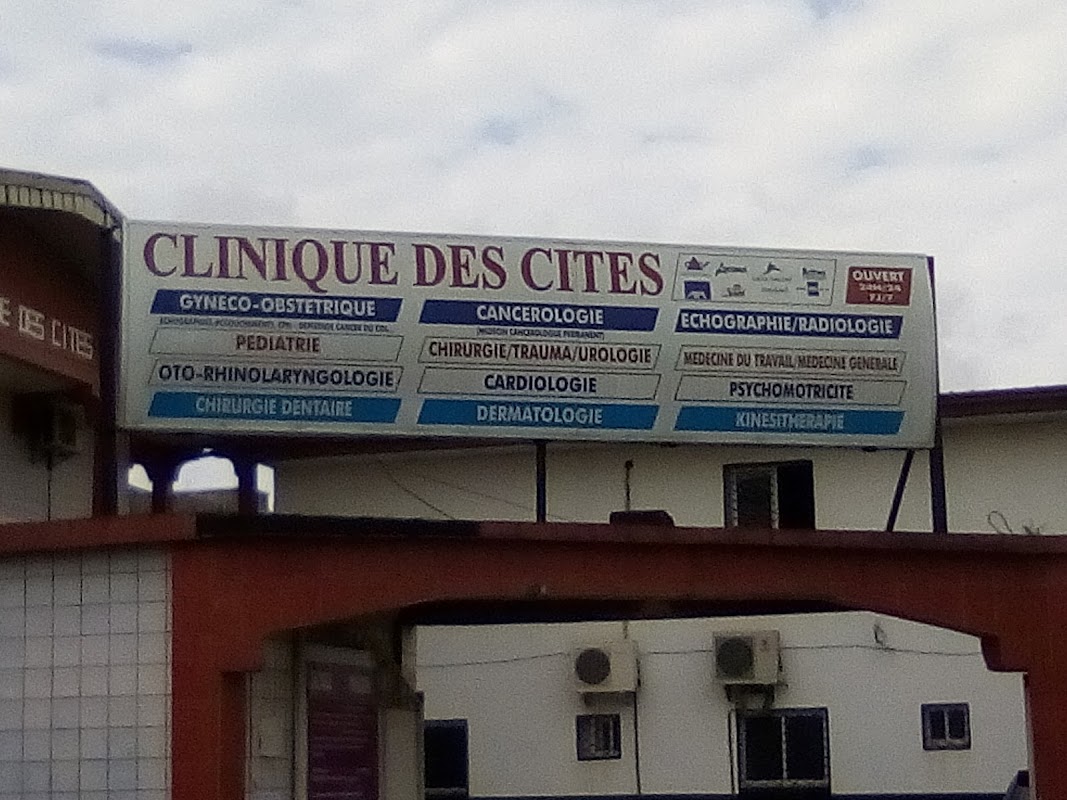 CLINIQUE DES CITES
OUVERT
24H/24
7J/7
GYNECO-OBSTETRIQUE
CANCEROLOGIE
ECHOGRAPHIE/RADIOLOGIE
PEDIATRIE
CHIRURGIE/TRAUMA/UROLOGIE
MEDECINE DU TRAVAIL/MEDECINE GENERALE
OTO-RHINOLARYNGOLOGIE
CARDIOLOGIE
PSYCHOMOTRICITE
CHIRURGIE DENTAIRE
DERMATOLOGIE
KINESITHERAPIE
E DES CITES